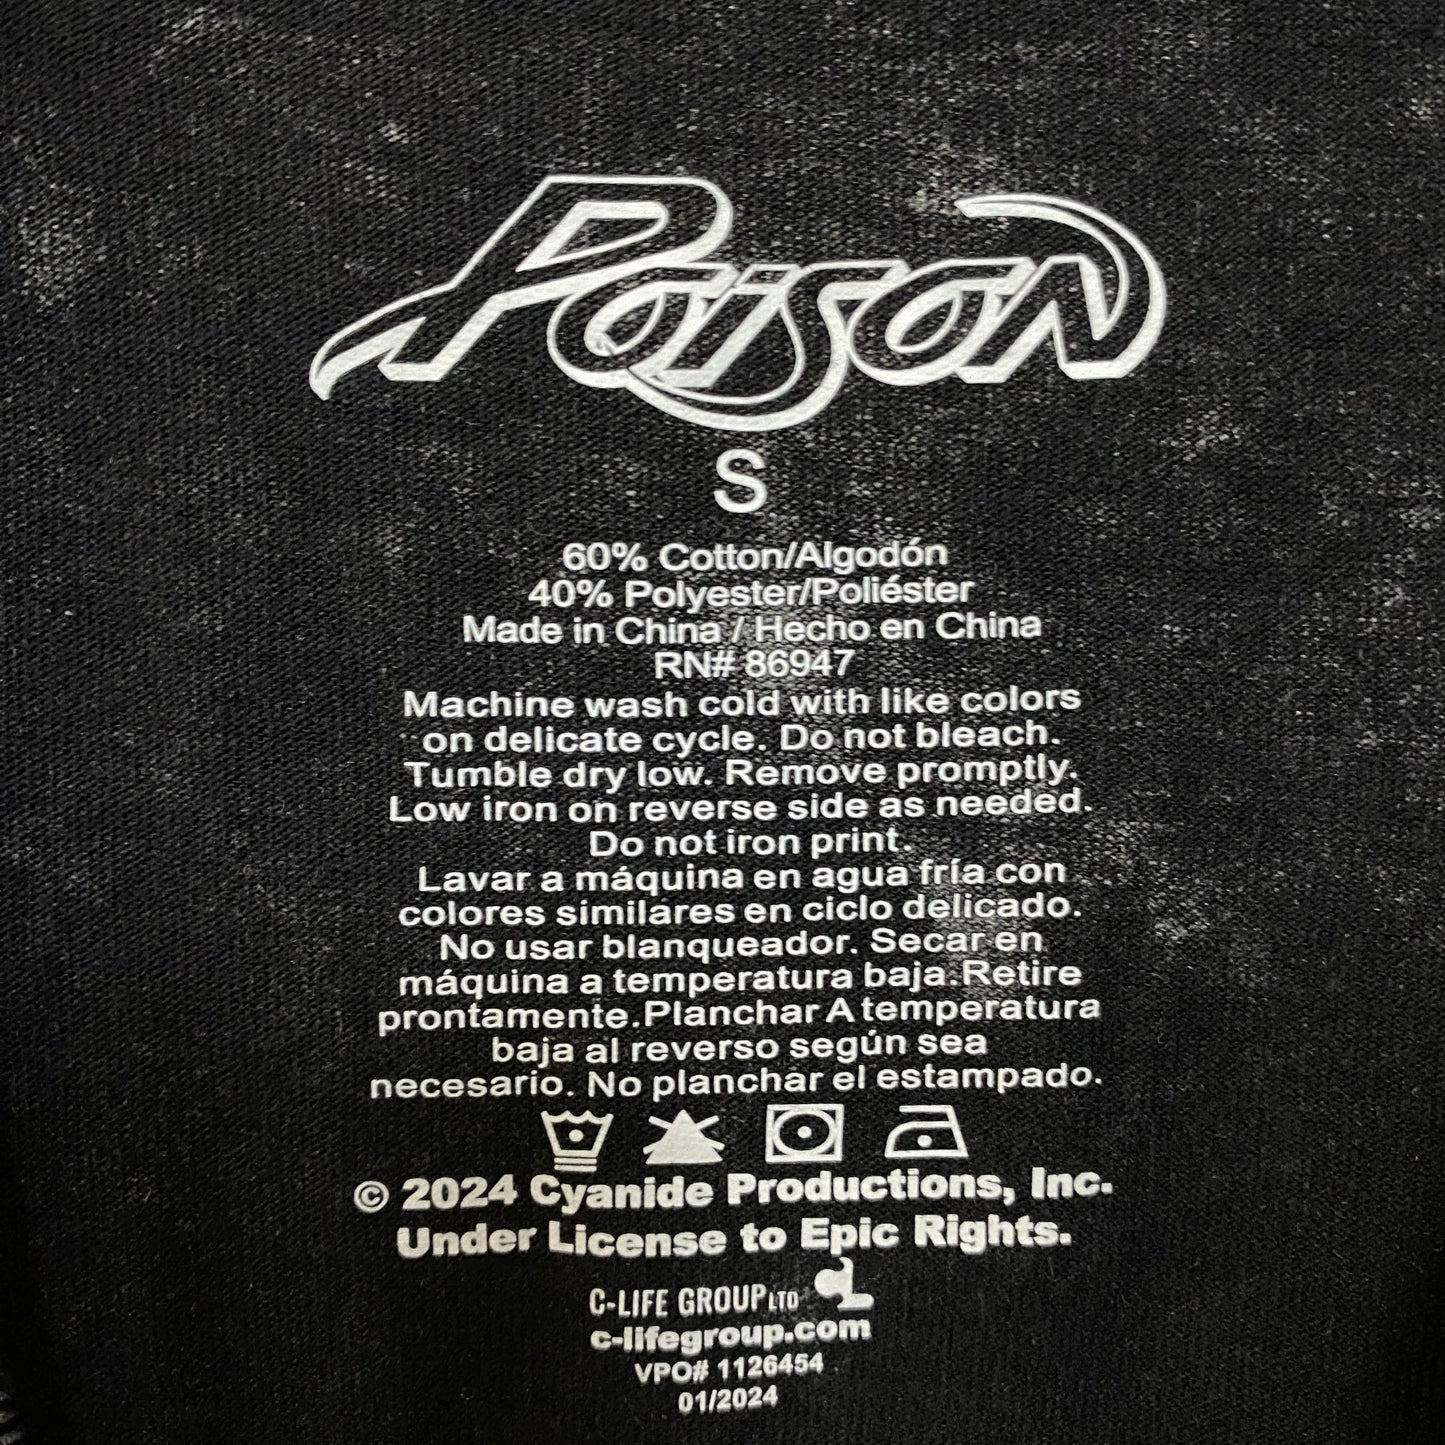 Poison
S
60% Cotton/Algodón
40% Polyester/Poliéster
Made in China / Hecho en China
RN# 86947
Machine wash cold with like colors
on delicate cycle. Do not bleach.
Tumble dry low. Remove promptly.
Low iron on reverse side as needed.
Do not iron print.
Lavar a máquina en agua fría con
colores similares en ciclo delicado.
No usar blanqueador. Secar en
máquina a temperatura baja.Retire
prontamente.Planchar A temperatura
baja al reverso según sea
necesario. No planchar el estampado.
© 2024 Cyanide Productions, Inc.
Under License to Epic Rights.
C-LIFE GROUP LTD CL
c-lifegroup.com
VPO# 1126454
01/2024